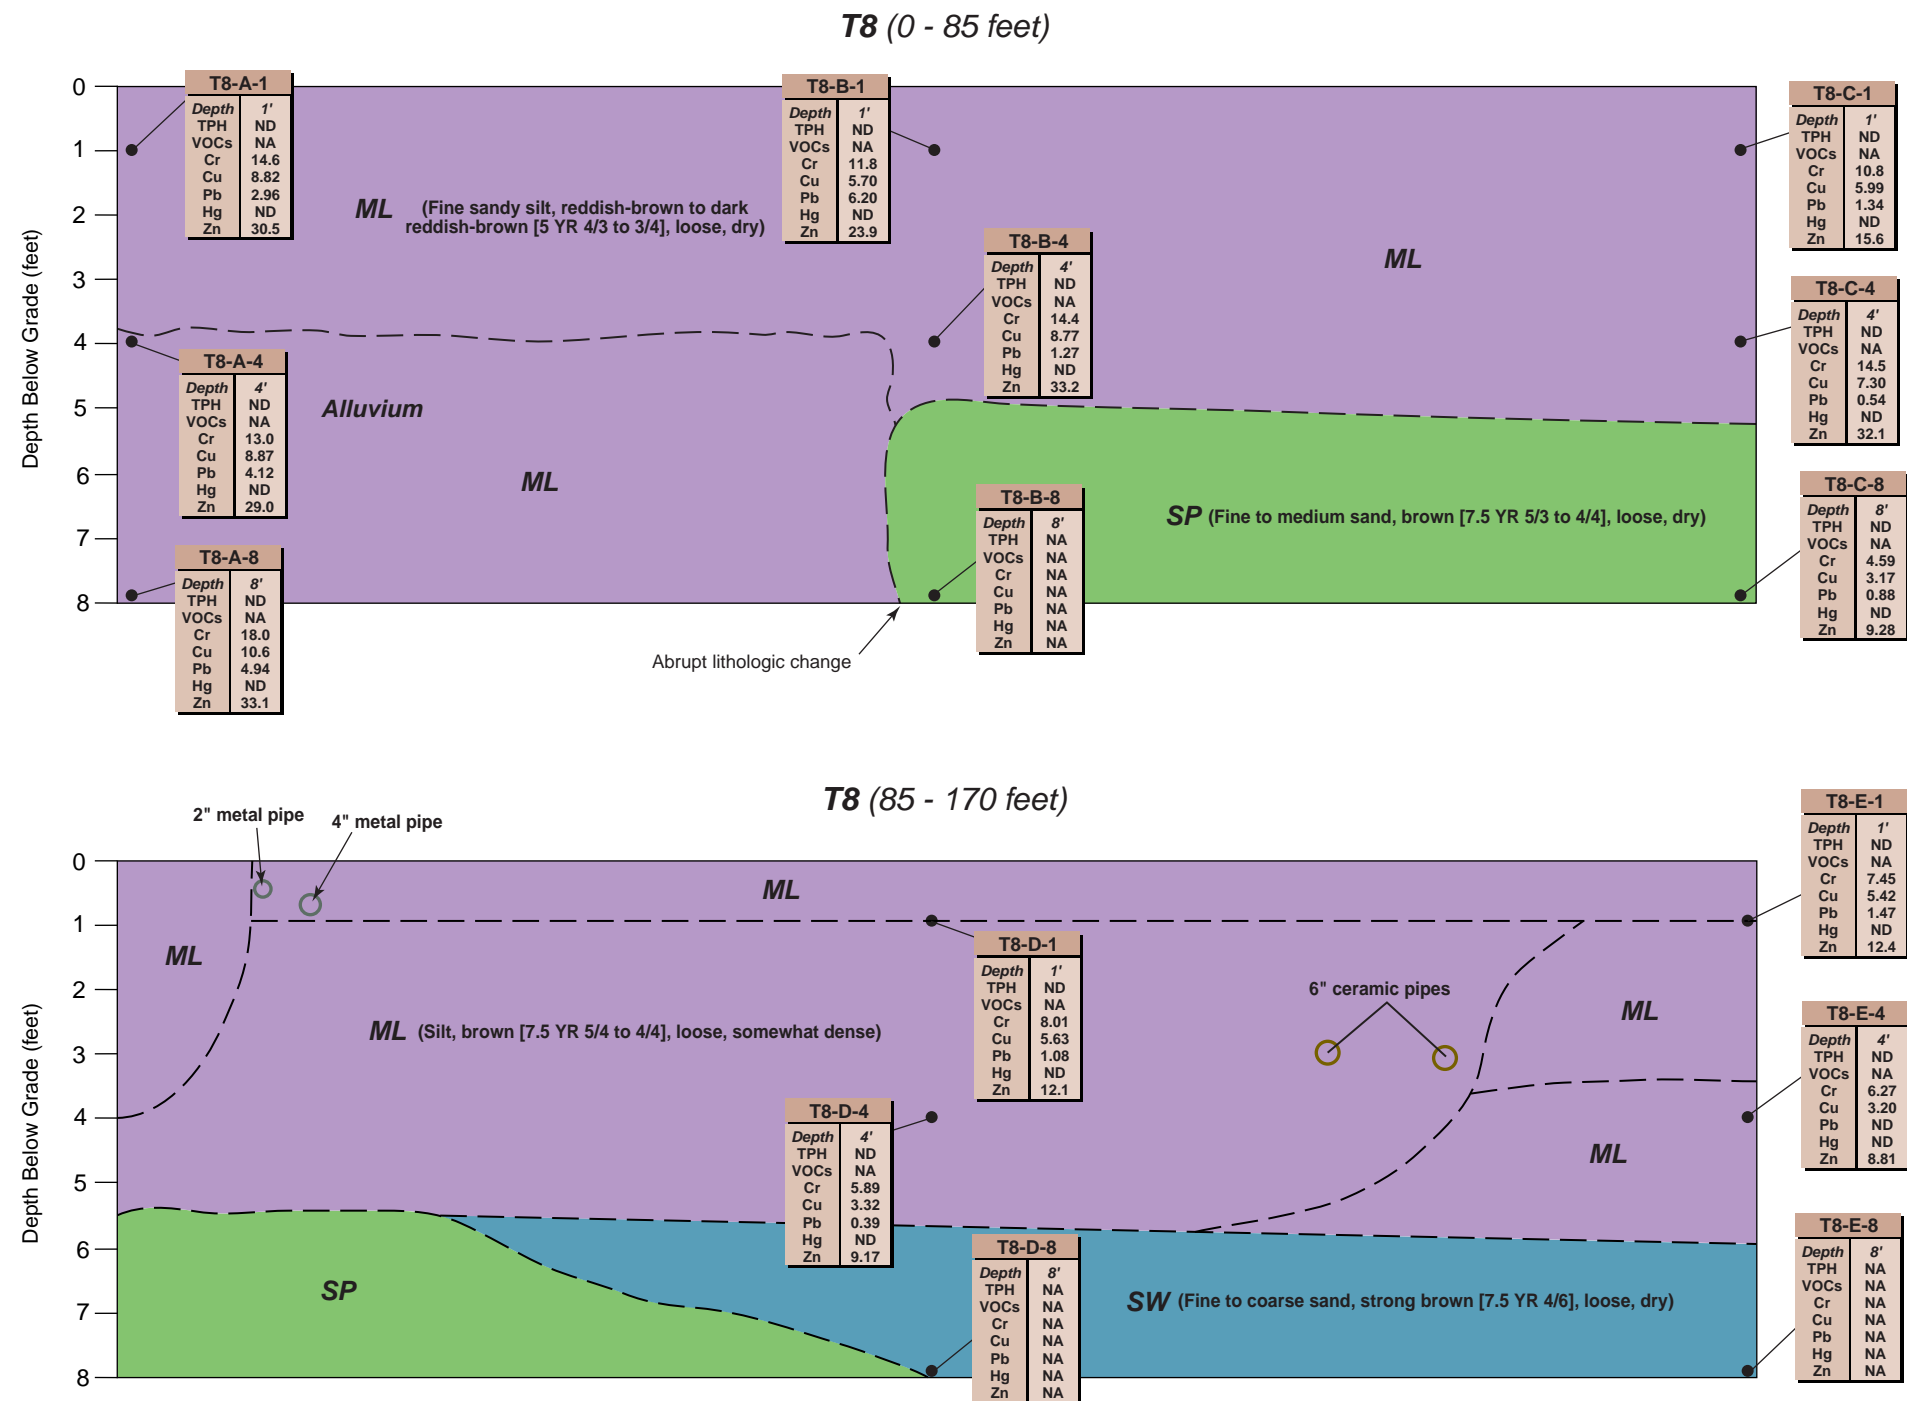 T8 (0 - 85 feet)
Depth Below Grade (feet)
0
1
2
3
4
5
6
7
8
T8-A-1
Depth 1'
TPH ND
VOCs NA
Cr 14.6
Cu 8.82
Pb 2.96
Hg ND
Zn 30.5
T8-B-1
Depth 1'
TPH ND
VOCs NA
Cr 11.8
Cu 5.70
Pb 6.20
Hg ND
Zn 23.9
T8-C-1
Depth 1'
TPH ND
VOCs NA
Cr 10.8
Cu 5.99
Pb 1.34
Hg ND
Zn 15.6
ML (Fine sandy silt, reddish-brown to dark
reddish-brown [5 YR 4/3 to 3/4], loose, dry)
T8-B-4
Depth 4'
TPH ND
VOCs NA
Cr 14.4
Cu 8.77
Pb 1.27
Hg ND
Zn 33.2
ML
T8-C-4
Depth 4'
TPH ND
VOCs NA
Cr 14.5
Cu 7.30
Pb 0.54
Hg ND
Zn 32.1
T8-A-4
Depth 4'
TPH ND
VOCs NA
Cr 13.0
Cu 8.87
Pb 4.12
Hg ND
Zn 29.0
Alluvium
ML
T8-B-8
Depth 8'
TPH NA
VOCs NA
Cr NA
Cu NA
Pb NA
Hg NA
Zn NA
SP (Fine to medium sand, brown [7.5 YR 5/3 to 4/4], loose, dry)
T8-C-8
Depth 8'
TPH ND
VOCs NA
Cr 4.59
Cu 3.17
Pb 0.88
Hg ND
Zn 9.28
T8-A-8
Depth 8'
TPH ND
VOCs NA
Cr 18.0
Cu 10.6
Pb 4.94
Hg ND
Zn 33.1
Abrupt lithologic change
T8 (85 - 170 feet)
Depth Below Grade (feet)
0
1
2
3
4
5
6
7
8
2" metal pipe
4" metal pipe
ML
ML
T8-E-1
Depth 1'
TPH ND
VOCs NA
Cr 7.45
Cu 5.42
Pb 1.47
Hg ND
Zn 12.4
T8-D-1
Depth 1'
TPH ND
VOCs NA
Cr 8.01
Cu 5.63
Pb 1.08
Hg ND
Zn 12.1
ML (Silt, brown [7.5 YR 5/4 to 4/4], loose, somewhat dense)
6" ceramic pipes
ML
T8-E-4
Depth 4'
TPH ND
VOCs NA
Cr 6.27
Cu 3.20
Pb ND
Hg ND
Zn 8.81
T8-D-4
Depth 4'
TPH ND
VOCs NA
Cr 5.89
Cu 3.32
Pb 0.39
Hg ND
Zn 9.17
ML
SP
T8-D-8
Depth 8'
TPH NA
VOCs NA
Cr NA
Cu NA
Pb NA
Hg NA
Zn NA
SW (Fine to coarse sand, strong brown [7.5 YR 4/6], loose, dry)
T8-E-8
Depth 8'
TPH NA
VOCs NA
Cr NA
Cu NA
Pb NA
Hg NA
Zn NA